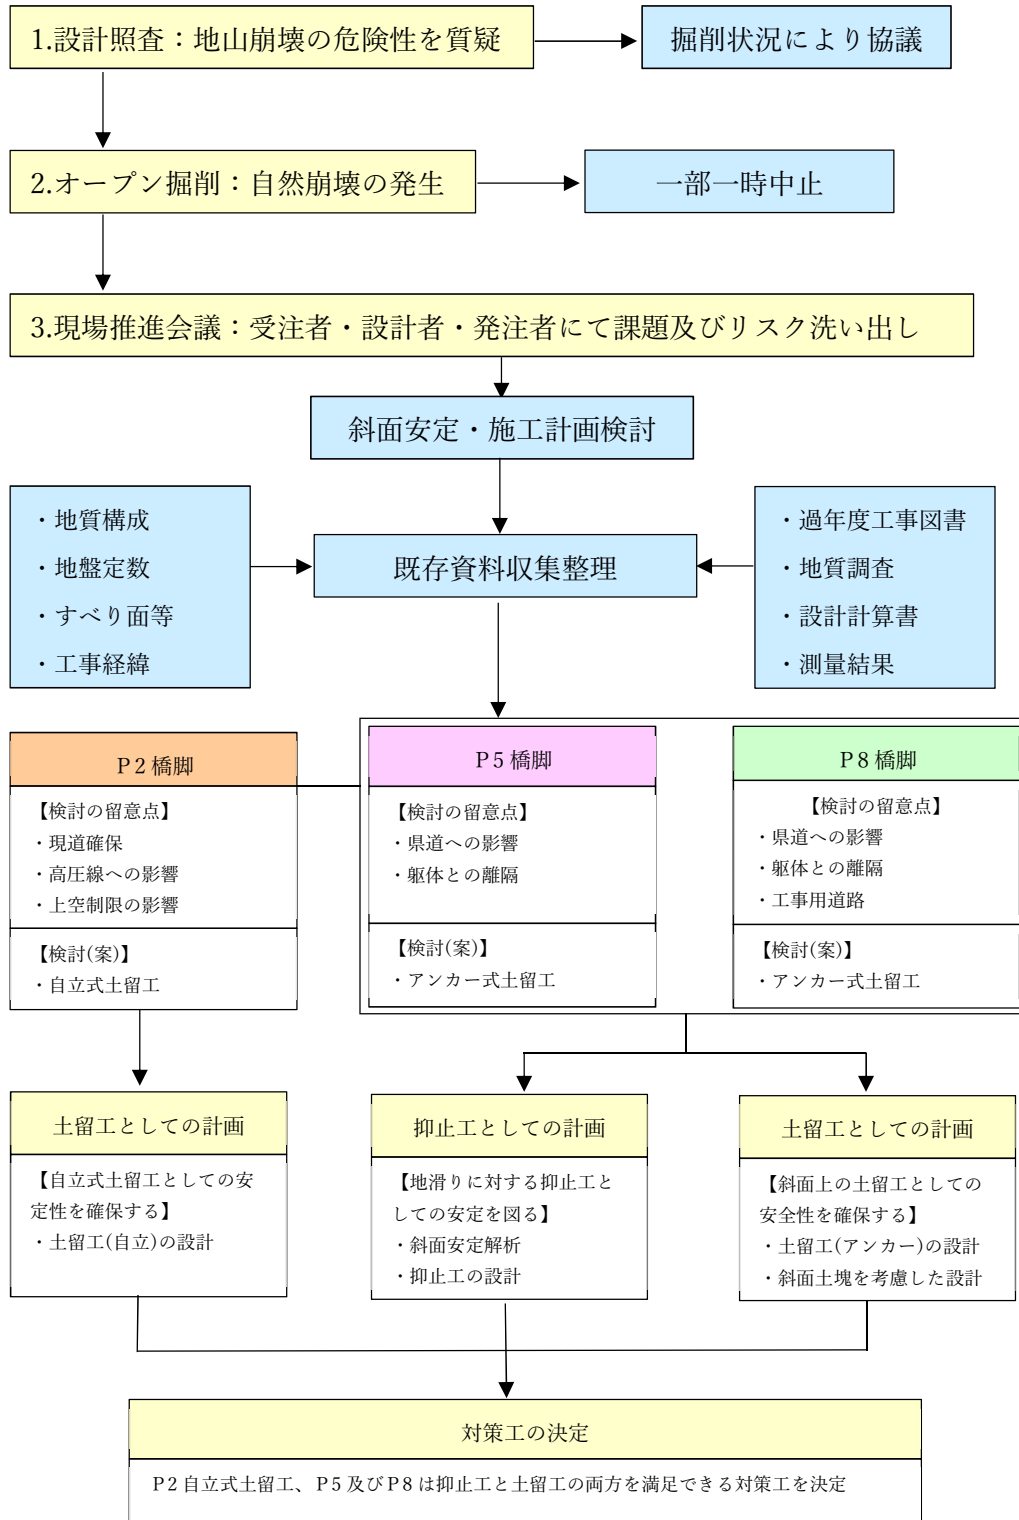 1.設計照査：地山崩壊の危険性を質疑
掘削状況により協議
2.オープン掘削：自然崩壊の発生
一部一時中止
3.現場推進会議：受注者・設計者・発注者にて課題及びリスク洗い出し
斜面安定・施工計画検討
・地質構成
・地盤定数
・すべり面等
・工事経緯
既存資料収集整理
・過年度工事図書
・地質調査
・設計計算書
・測量結果
P2橋脚
【検討の留意点】
・現道確保
・高圧線への影響
・上空制限の影響
【検討(案)】
・自立式土留工
P5橋脚
【検討の留意点】
・県道への影響
・躯体との離隔
【検討(案)】
・アンカー式土留工
P8橋脚
【検討の留意点】
・県道への影響
・躯体との離隔
・工事用道路
【検討(案)】
・アンカー式土留工
土留工としての計画
【自立式土留工としての安
定性を確保する】
・土留工(自立)の設計
抑止工としての計画
【地滑りに対する抑止工と
しての安定を図る】
・斜面安定解析
・抑止工の設計
土留工としての計画
【斜面上の土留工としての
安全性を確保する】
・土留工(アンカー)の設計
・斜面土塊を考慮した設計
対策工の決定
P2自立式土留工、P5及びP8は抑止工と土留工の両方を満足できる対策工を決定